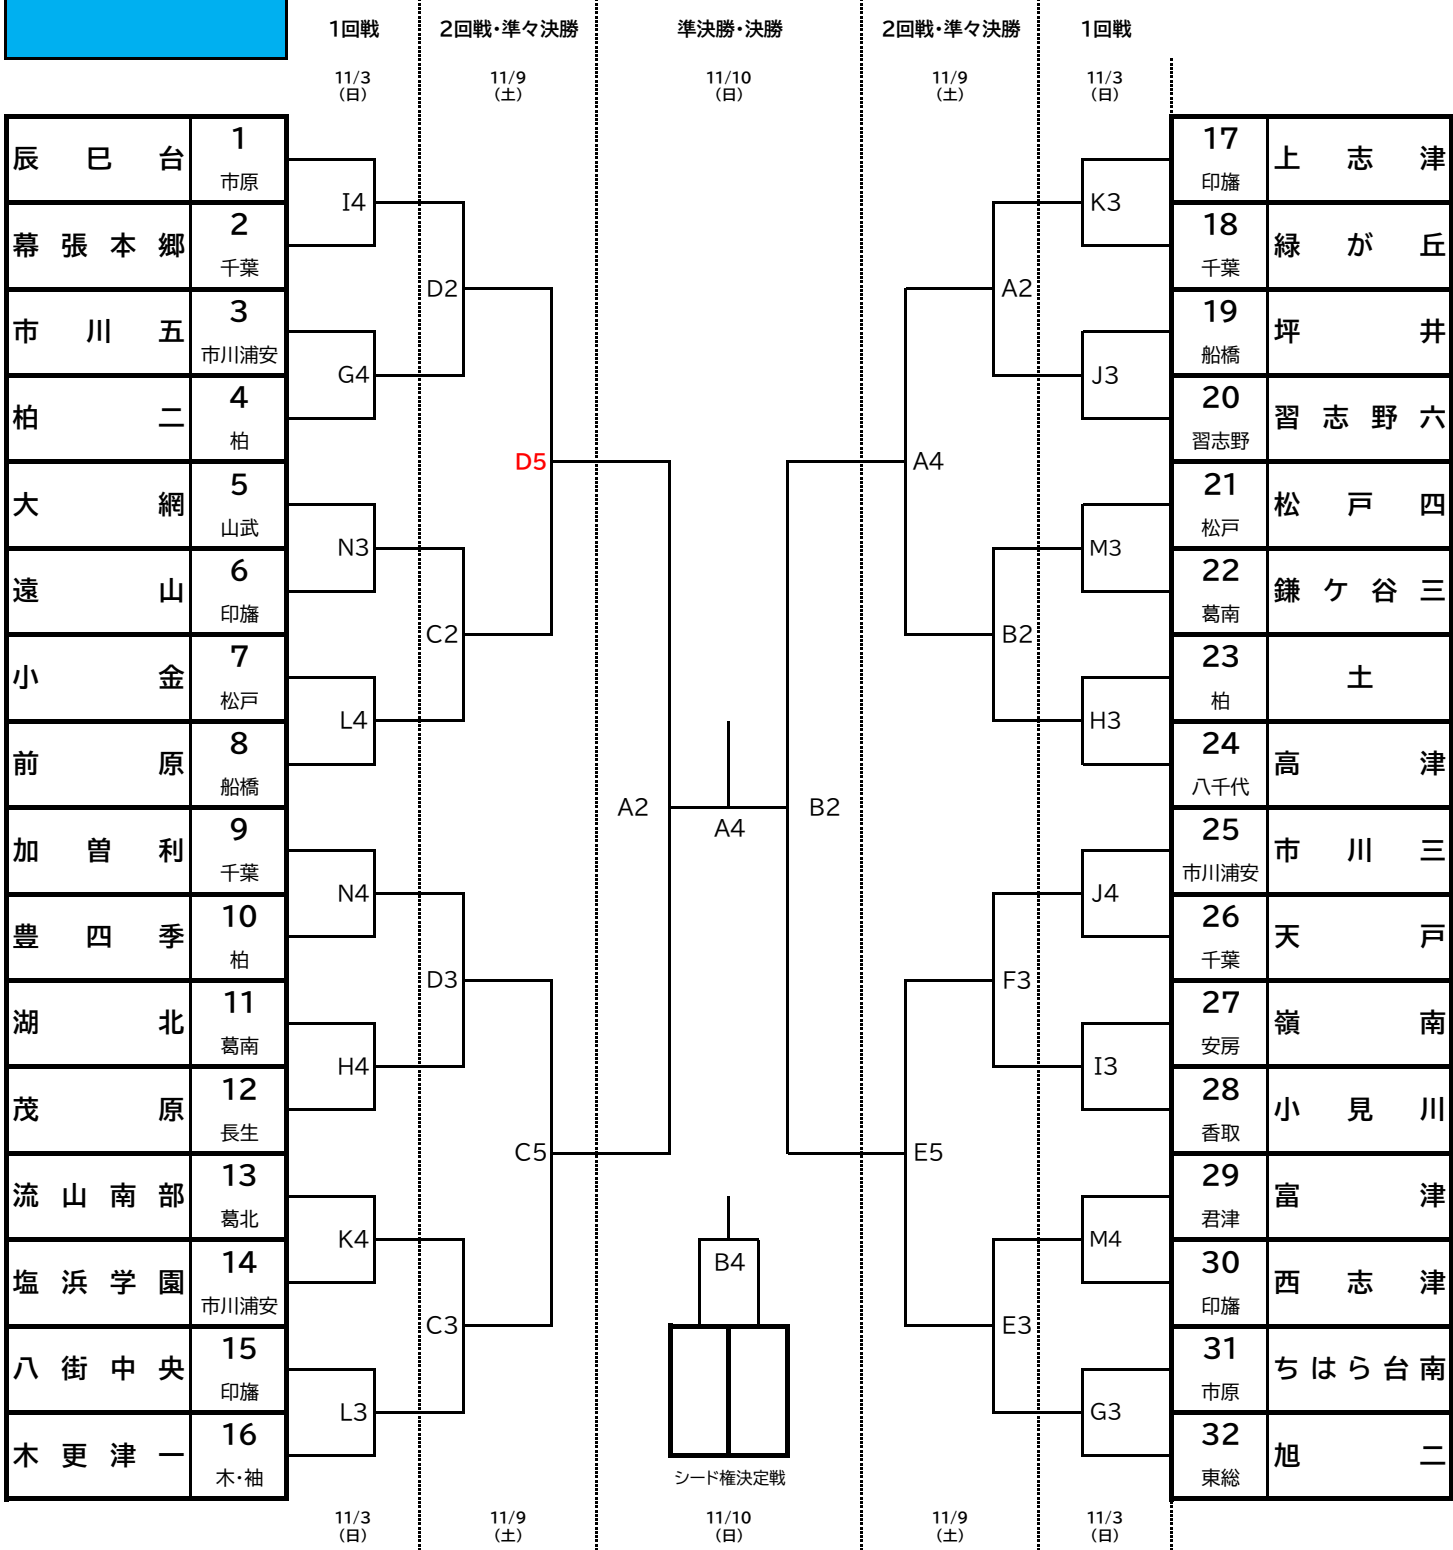 1回戦 2回戦・準々決勝 準決勝・決勝 2回戦・準々決勝 1回戦
11/3 11/9 11/10 11/9 11/3
（日） （土） （日） （土） （日）
辰巳台 1 市原
幕張本郷 2 千葉
市川五 3 市川浦安
柏二 4 柏
大網 5 山武
遠山 6 印旛
小金 7 松戸
前原 8 船橋
加曽利 9 千葉
豊四季 10 柏
湖北 11 葛南
茂原 12 長生
流山南部 13 葛北
塩浜学園 14 市川浦安
八街中央 15 印旛
木更津一 16 木・袖
I4
G4
N3
L4
N4
H4
K4
L3
D2
C2
D3
C3
D5
C5
A2
A4
B2
B4
シード権決定戦
A4
E5
A2
B2
F3
E3
K3
J3
M3
H3
J4
I3
M4
G3
17 印旛 上志津
18 千葉 緑が丘
19 船橋 坪井
20 習志野 習志野六
21 松戸 松戸四
22 葛南 鎌ケ谷三
23 柏 土
24 八千代 高津
25 市川浦安 市川三
26 千葉 天戸
27 安房 嶺南
28 香取 小見川
29 君津 富津
30 印旛 西志津
31 市原 ちはら台南
32 東総 旭二
11/3 11/9 11/10 11/9 11/3
（日） （土） （日） （土） （日）